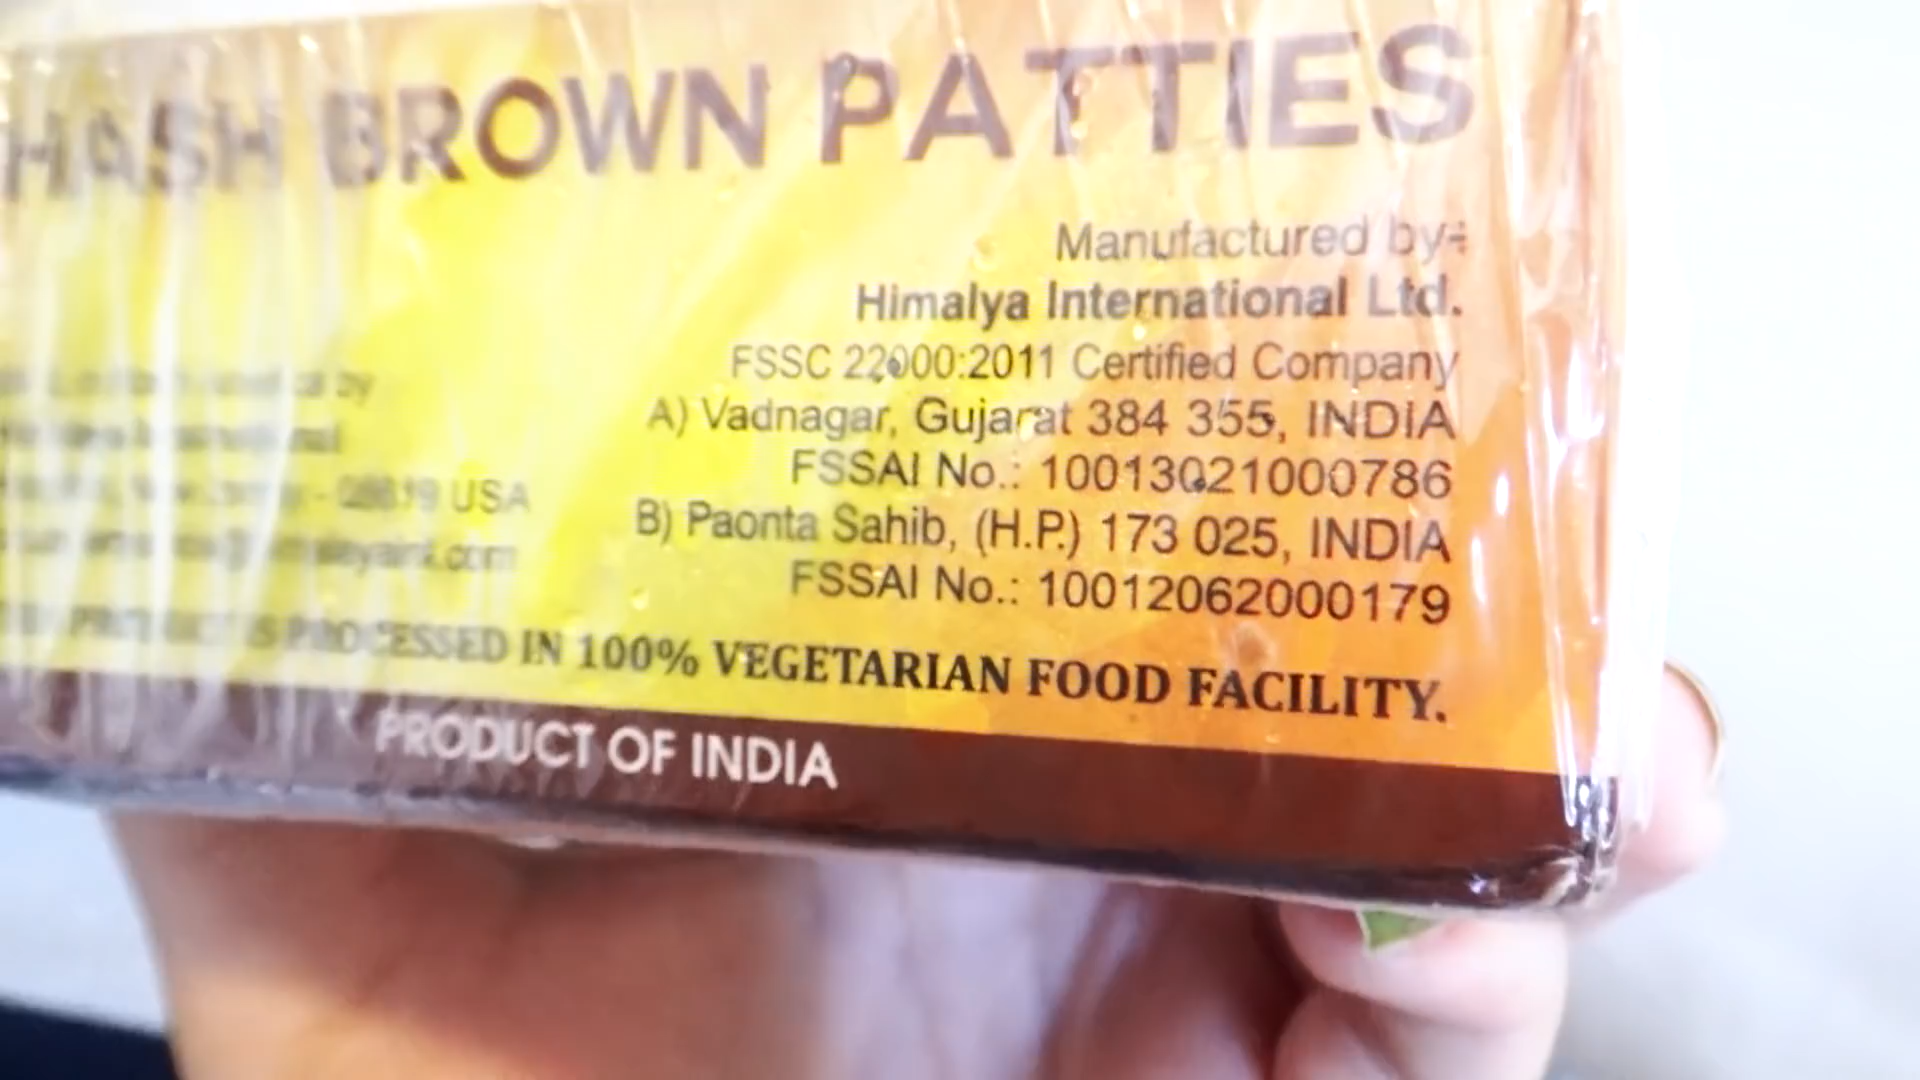 HASH BROWN PATTIES
Manufactured by:
Himalya International Ltd.
FSSC 22000:2011 Certified Company
A) Vadnagar, Gujarat 384 355, INDIA
FSSAI No.: 10013021000786
B) Paonta Sahib, (H.P.) 173 025, INDIA
FSSAI No.: 10012062000179
by
USA
PROCESSED IN 100% VEGETARIAN FOOD FACILITY.
PRODUCT OF INDIA